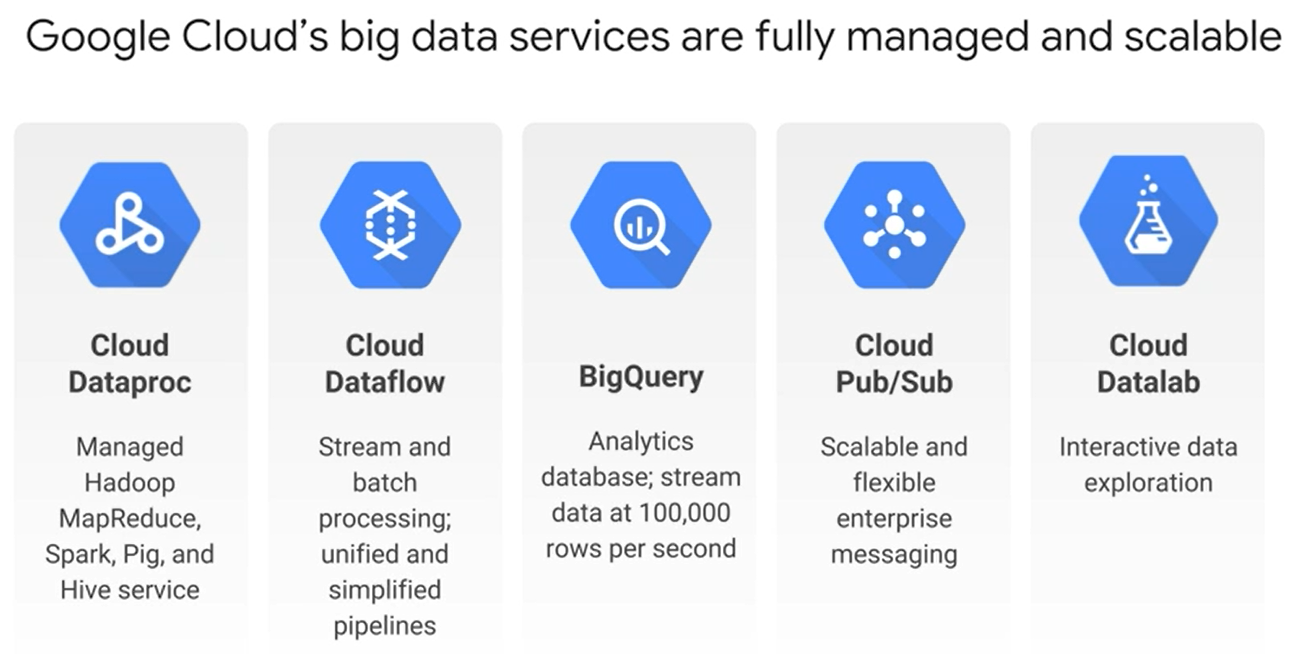 Google Cloud's big data services are fully managed and scalable
Cloud
Dataproc
Managed
Hadoop
MapReduce,
Spark, Pig, and
Hive service
Cloud
Dataflow
Stream and
batch
processing;
unified and
simplified
pipelines
BigQuery
Analytics
database; stream
data at 100,000
rows per second
Cloud
Pub/Sub
Scalable and
flexible
enterprise
messaging
Cloud
Datalab
Interactive data
exploration